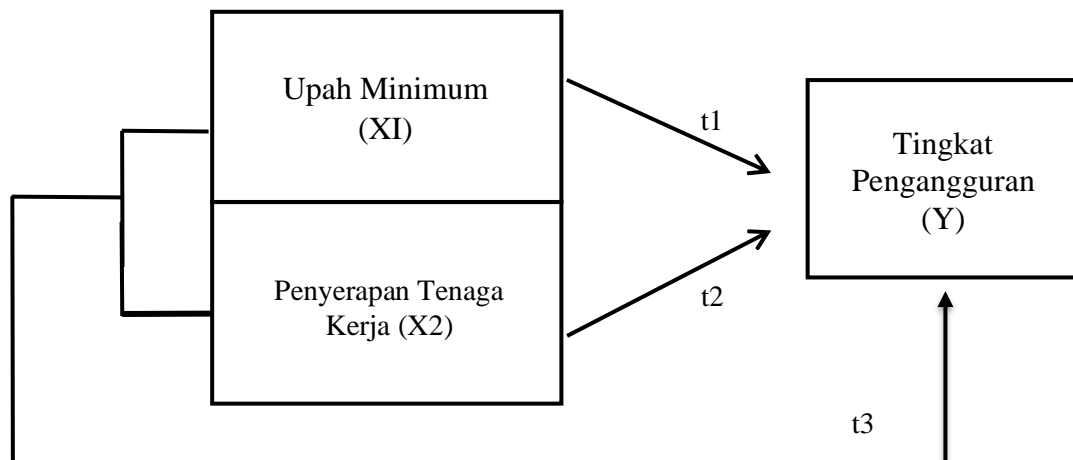 Upah Minimum
(XI)
t1
Tingkat
Pengangguran
(Y)
Penyerapan Tenaga
Kerja (X2)
t2
t3